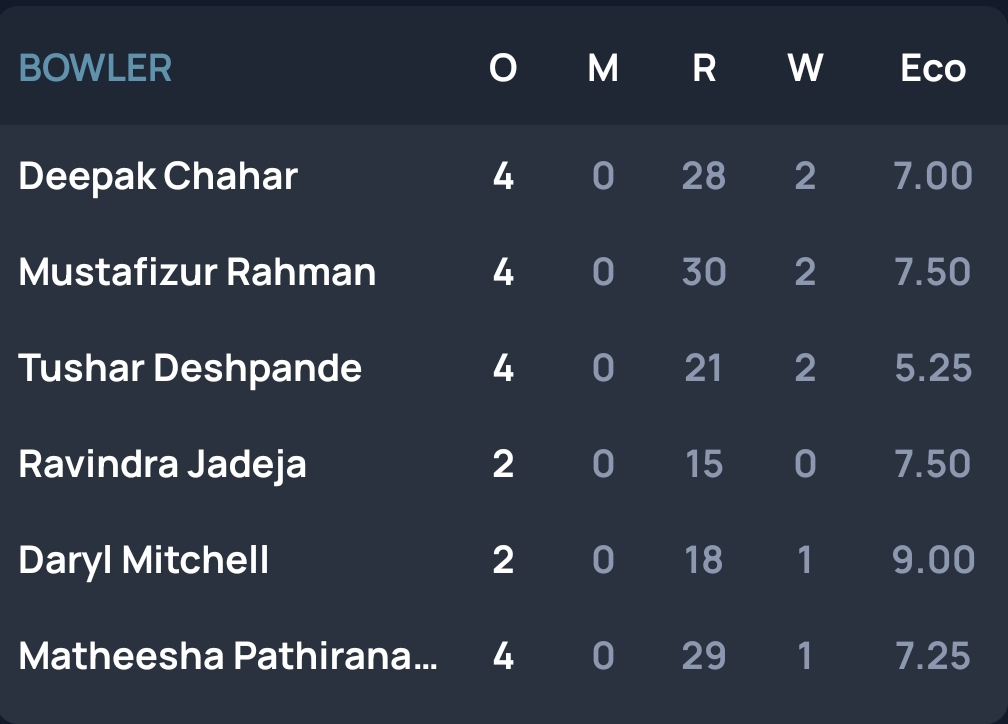 BOWLER O M R W Eco
Deepak Chahar 4 0 28 2 7.00
Mustafizur Rahman 4 0 30 2 7.50
Tushar Deshpande 4 0 21 2 5.25
Ravindra Jadeja 2 0 15 0 7.50
Daryl Mitchell 2 0 18 1 9.00
Matheesha Pathirana... 4 0 29 1 7.25